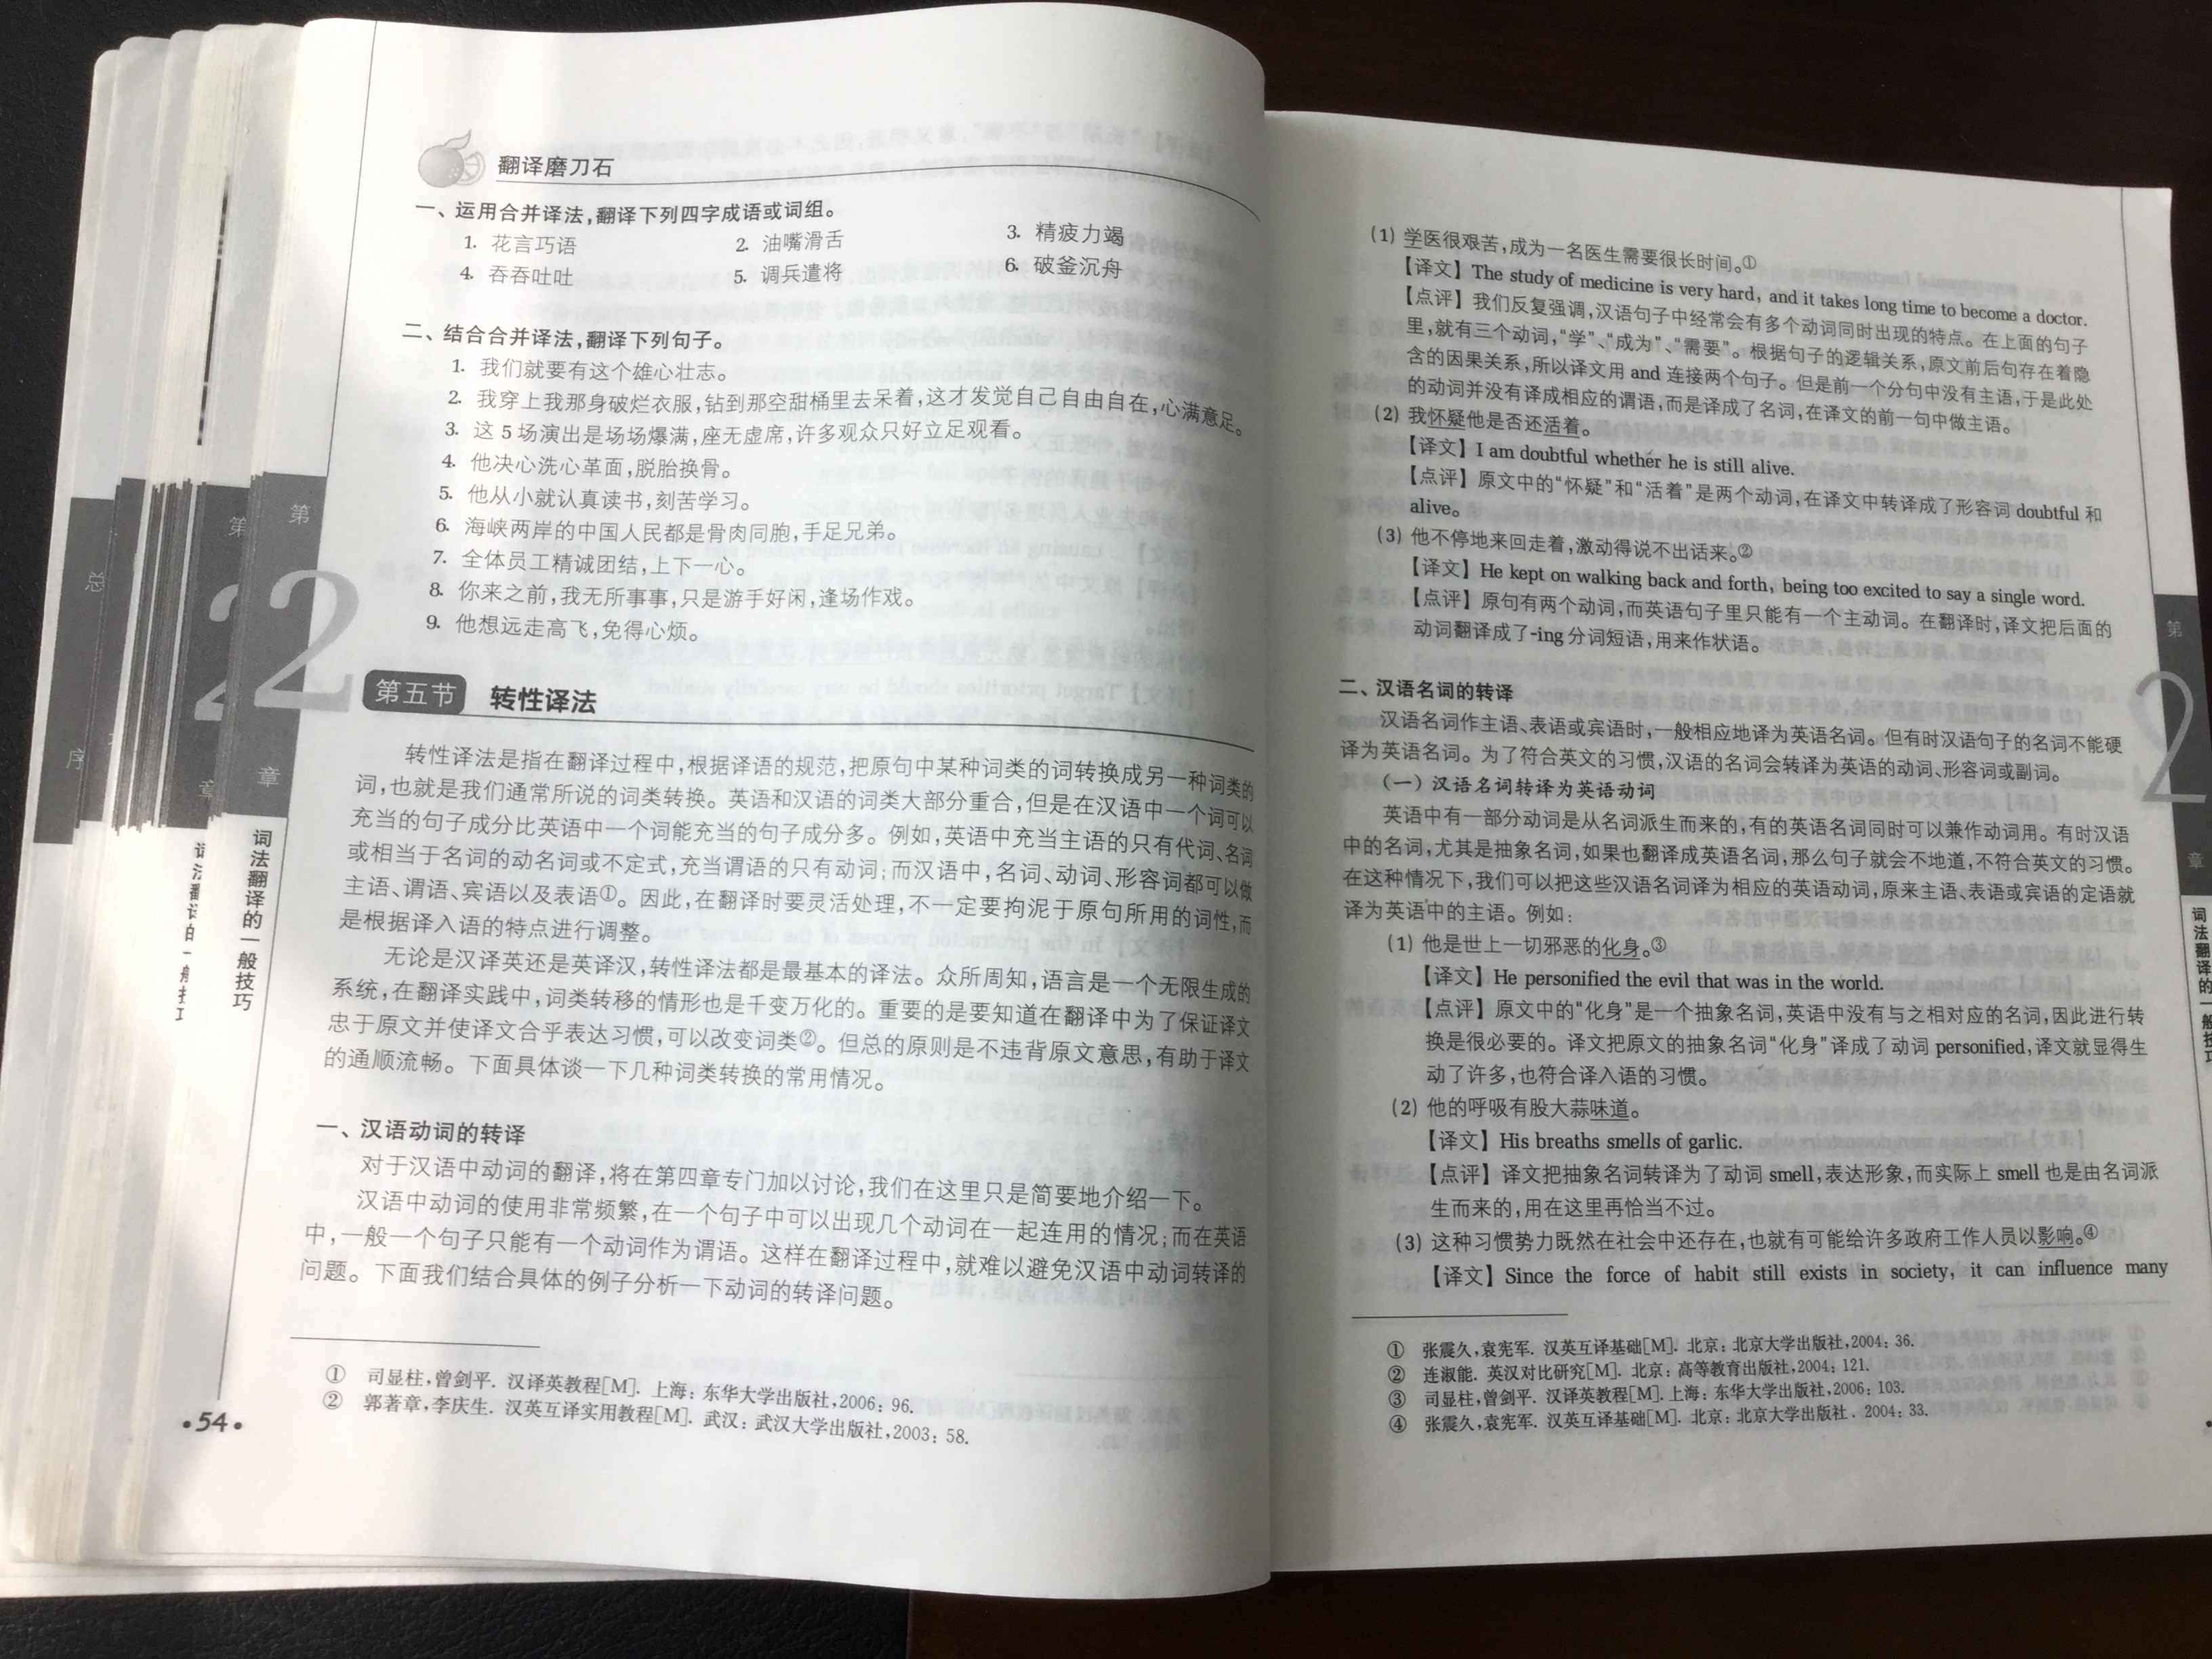 翻译磨刀石
一、运用合并译法,翻译下列四字成语或词组。
1. 花言巧语 2. 油嘴滑舌 3. 精疲力竭
4. 吞吞吐吐 5. 调兵遣将 6. 破釜沉舟
二、结合合并译法,翻译下列句子。
1. 我们就要有这个雄心壮志。
2. 我穿上我那身破烂衣服,钻到那空甜桶里去呆着,这才发觉自己自由自在,心满意足。
3. 这5场演出是场场爆满,座无虚席,许多观众只好立足观看。
4. 他决心洗心革面,脱胎换骨。
5. 他从小就认真读书,刻苦学习。
6. 海峡两岸的中国人民都是骨肉同胞,手足兄弟。
7. 全体员工精诚团结,上下一心。
8. 你来之前,我无所事事,只是游手好闲,逢场作戏。
9. 他想远走高飞,免得心烦。
第五节 转性译法
转性译法是指在翻译过程中,根据译语的规范,把原句中某种词类的词转换成另一种词类的
词,也就是我们通常所说的词类转换。英语和汉语的词类大部分重合,但是在汉语中一个词可以
充当的句子成分比英语中一个词能充当的句子成分多。例如,英语中充当主语的只有代词、名词
或相当于名词的动名词或不定式,充当谓语的只有动词;而汉语中,名词、动词、形容词都可以做
主语、谓语、宾语以及表语①。因此,在翻译时要灵活处理,不一定要拘泥于原句所用的词性,而
是根据译入语的特点进行调整。
无论是汉译英还是英译汉,转性译法都是最基本的译法。众所周知,语言是一个无限生成的
系统,在翻译实践中,词类转移的情形也是千变万化的。重要的是要知道在翻译中为了保证译文
忠于原文并使译文合乎表达习惯,可以改变词类②。但总的原则是不违背原文意思,有助于译文
的通顺流畅。下面具体谈一下几种词类转换的常用情况。
一、汉语动词的转译
对于汉语中动词的翻译,将在第四章专门加以讨论,我们在这里只是简要地介绍一下。
汉语中动词的使用非常频繁,在一个句子中可以出现几个动词在一起连用的情况;而在英语
中,一般一个句子只能有一个动词作为谓语。这样在翻译过程中,就难以避免汉语中动词转译的
问题。下面我们结合具体的例子分析一下动词的转译问题。
① 司显柱,曾剑平. 汉译英教程[M]. 上海:东华大学出版社,2006:96.
② 郭著章,李庆生. 汉英互译实用教程[M]. 武汉:武汉大学出版社,2003:58.
•54•
第
2
章
词法翻译的一般技巧
(1) 学医很艰苦,成为一名医生需要很长时间。①
【译文】The study of medicine is very hard, and it takes long time to become a doctor.
【点评】我们反复强调,汉语句子中经常会有多个动词同时出现的特点。在上面的句子
里,就有三个动词,"学"、"成为"、"需要"。根据句子的逻辑关系,原文前后句存在着隐
含的因果关系,所以译文用 and 连接两个句子。但是前一个分句中没有主语,于是此处
的动词并没有译成相应的谓语,而是译成了名词,在译文的前一句中做主语。
(2) 我怀疑他是否还活着。
【译文】I am doubtful whether he is still alive.
【点评】原文中的"怀疑"和"活着"是两个动词,在译文中转译成了形容词 doubtful 和
alive。
(3) 他不停地来回走着,激动得说不出话来。②
【译文】He kept on walking back and forth, being too excited to say a single word.
【点评】原句有两个动词,而英语句子里只能有一个主动词。在翻译时,译文把后面的
动词翻译成了-ing 分词短语,用来作状语。
二、汉语名词的转译
汉语名词作主语、表语或宾语时,一般相应地译为英语名词。但有时汉语句子的名词不能硬
译为英语名词。为了符合英文的习惯,汉语的名词会转译为英语的动词、形容词或副词。
(一) 汉语名词转译为英语动词
英语中有一部分动词是从名词派生而来的,有的英语名词同时可以兼作动词用。有时汉语
中的名词,尤其是抽象名词,如果也翻译成英语名词,那么句子就会不地道,不符合英文的习惯。
在这种情况下,我们可以把这些汉语名词译为相应的英语动词,原来主语、表语或宾语的定语就
译为英语中的主语。例如:
(1) 他是世上一切邪恶的化身。③
【译文】He personified the evil that was in the world.
【点评】原文中的"化身"是一个抽象名词,英语中没有与之相对应的名词,因此进行转
换是很必要的。译文把原文的抽象名词"化身"译成了动词 personified,译文就显得生
动了许多,也符合译入语的习惯。
(2) 他的呼吸有股大蒜味道。
【译文】His breaths smells of garlic.
【点评】译文把抽象名词转译为了动词 smell,表达形象,而实际上 smell 也是由名词派
生而来的,用在这里再恰当不过。
(3) 这种习惯势力既然在社会中还存在,也就有可能给许多政府工作人员以影响。④
【译文】Since the force of habit still exists in society, it can influence many
① 张震久,袁宪军. 汉英互译基础[M]. 北京:北京大学出版社,2004:36.
② 连淑能. 英汉对比研究[M]. 北京:高等教育出版社,2004:121.
③ 司显柱,曾剑平. 汉译英教程[M]. 上海:东华大学出版社,2006:103.
④ 张震久,袁宪军. 汉英互译基础[M]. 北京:北京大学出版社. 2004:33.
第
2
章
词法翻译的一般技巧